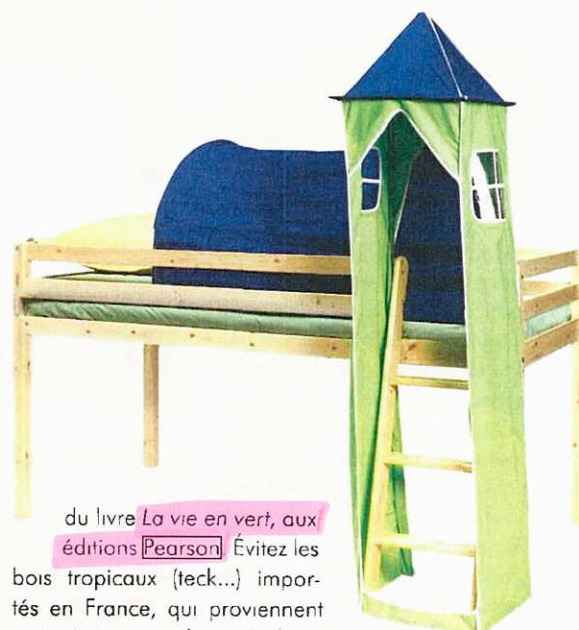 du livre La vie en vert, aux
éditions Pearson. Évitez les
bois tropicaux (teck...) impor-
tés en France, qui proviennent